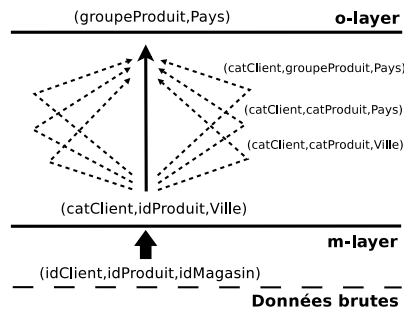 (groupeProduit,Pays)
o-layer
(catClient,groupeProduit,Pays)
(catClient,catProduit,Pays)
(catClient,catProduit,Ville)
(catClient,idProduit,Ville)
m-layer
(idClient,idProduit,idMagasin)
Données brutes